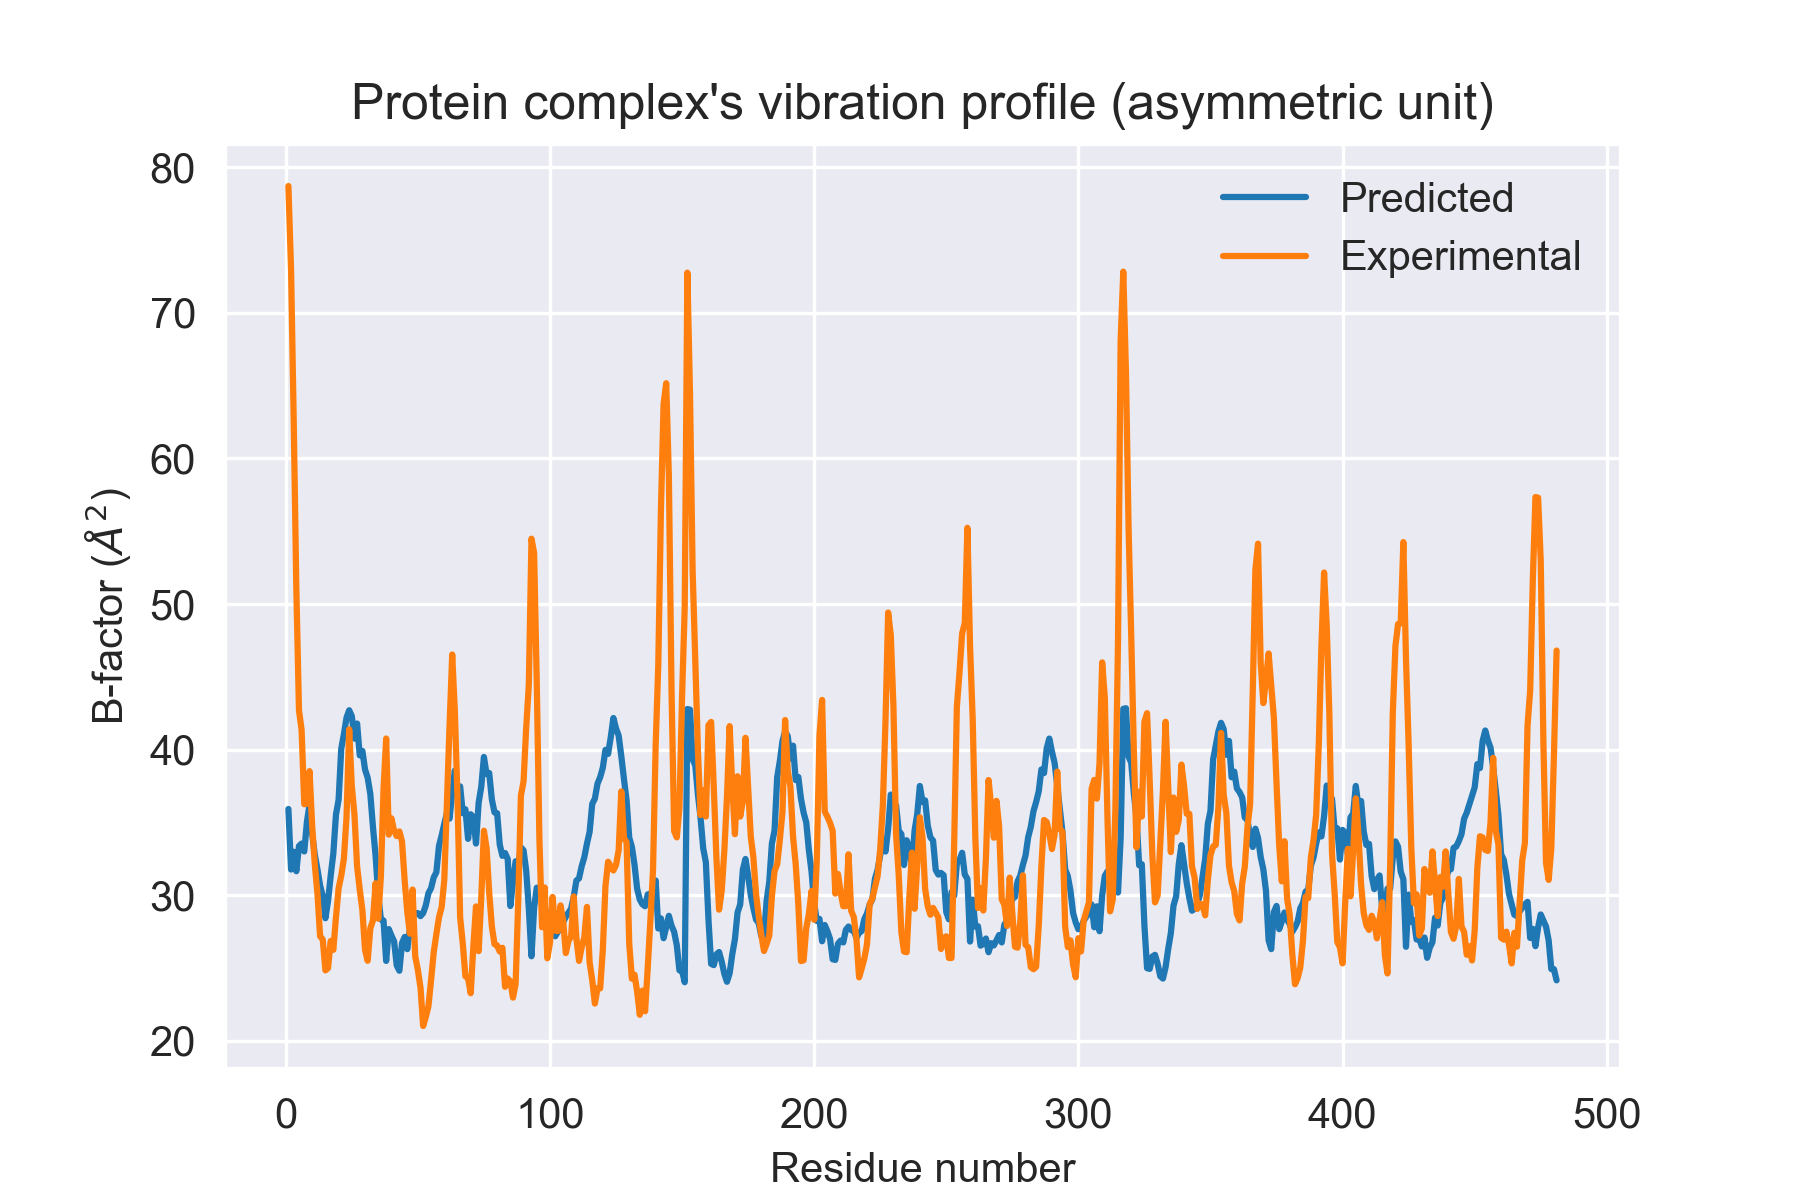 Protein complex's vibration profile (asymmetric unit)
80
70
60
50
40
30
20
B-factor (Å²)
Predicted
Experimental
0 100 200 300 400 500
Residue number